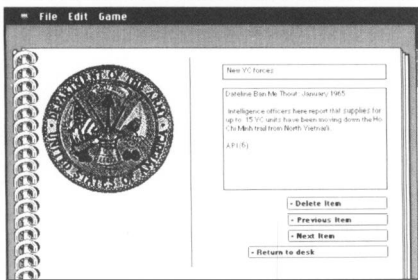 File Edit Game
New VC forces
Dateline Ban Me Thout January 1965
Intelligence officers here report that supplies for
up to 15 VC units have been moving down the Ho
Chi Minh trail from North Vietnam.
- Delete Item
- Previous Item
- Next Item
- Return to desk